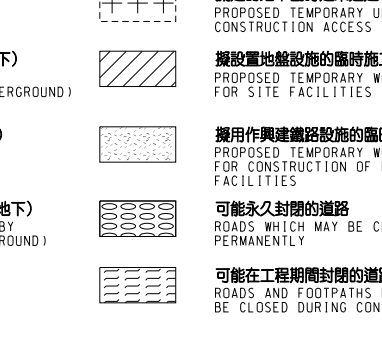 PROPOSED TEMPORARY
CONSTRUCTION ACCESS
下)
ERGROUND)
擬設置地盤設施的臨時施
PROPOSED TEMPORARY
FOR SITE FACILITIES
)
擬用作興建鐵路設施的臨
PROPOSED TEMPORARY
FOR CONSTRUCTION OF
FACILITIES
地下)
BY
ROUND)
可能永久封閉的道路
ROADS WHICH MAY BE
PERMANENTLY
可能在工程期間封閉的道
ROADS AND FOOTPATHS
BE CLOSED DURING